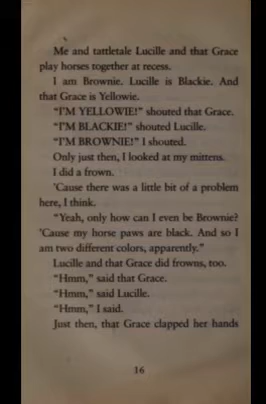 Me and tattletale Lucille and that Grace
play horses together at recess.
I am Brownie. Lucille is Blackie. And
that Grace is Yellowie.
"I'M YELLOWIE!" shouted that Grace.
"I'M BLACKIE!" shouted Lucille.
"I'M BROWNIE!" I shouted.
Only just then, I looked at my mittens.
I did a frown.
'Cause there was a little bit of a problem
here, I think.
"Yeah, only how can I even be Brownie?
'Cause my horse paws are black. And so I
am two different colors, apparently."
Lucille and that Grace did frowns, too.
"Hmm," said that Grace.
"Hmm," said Lucille.
"Hmm," I said.
Just then, that Grace clapped her hands
16